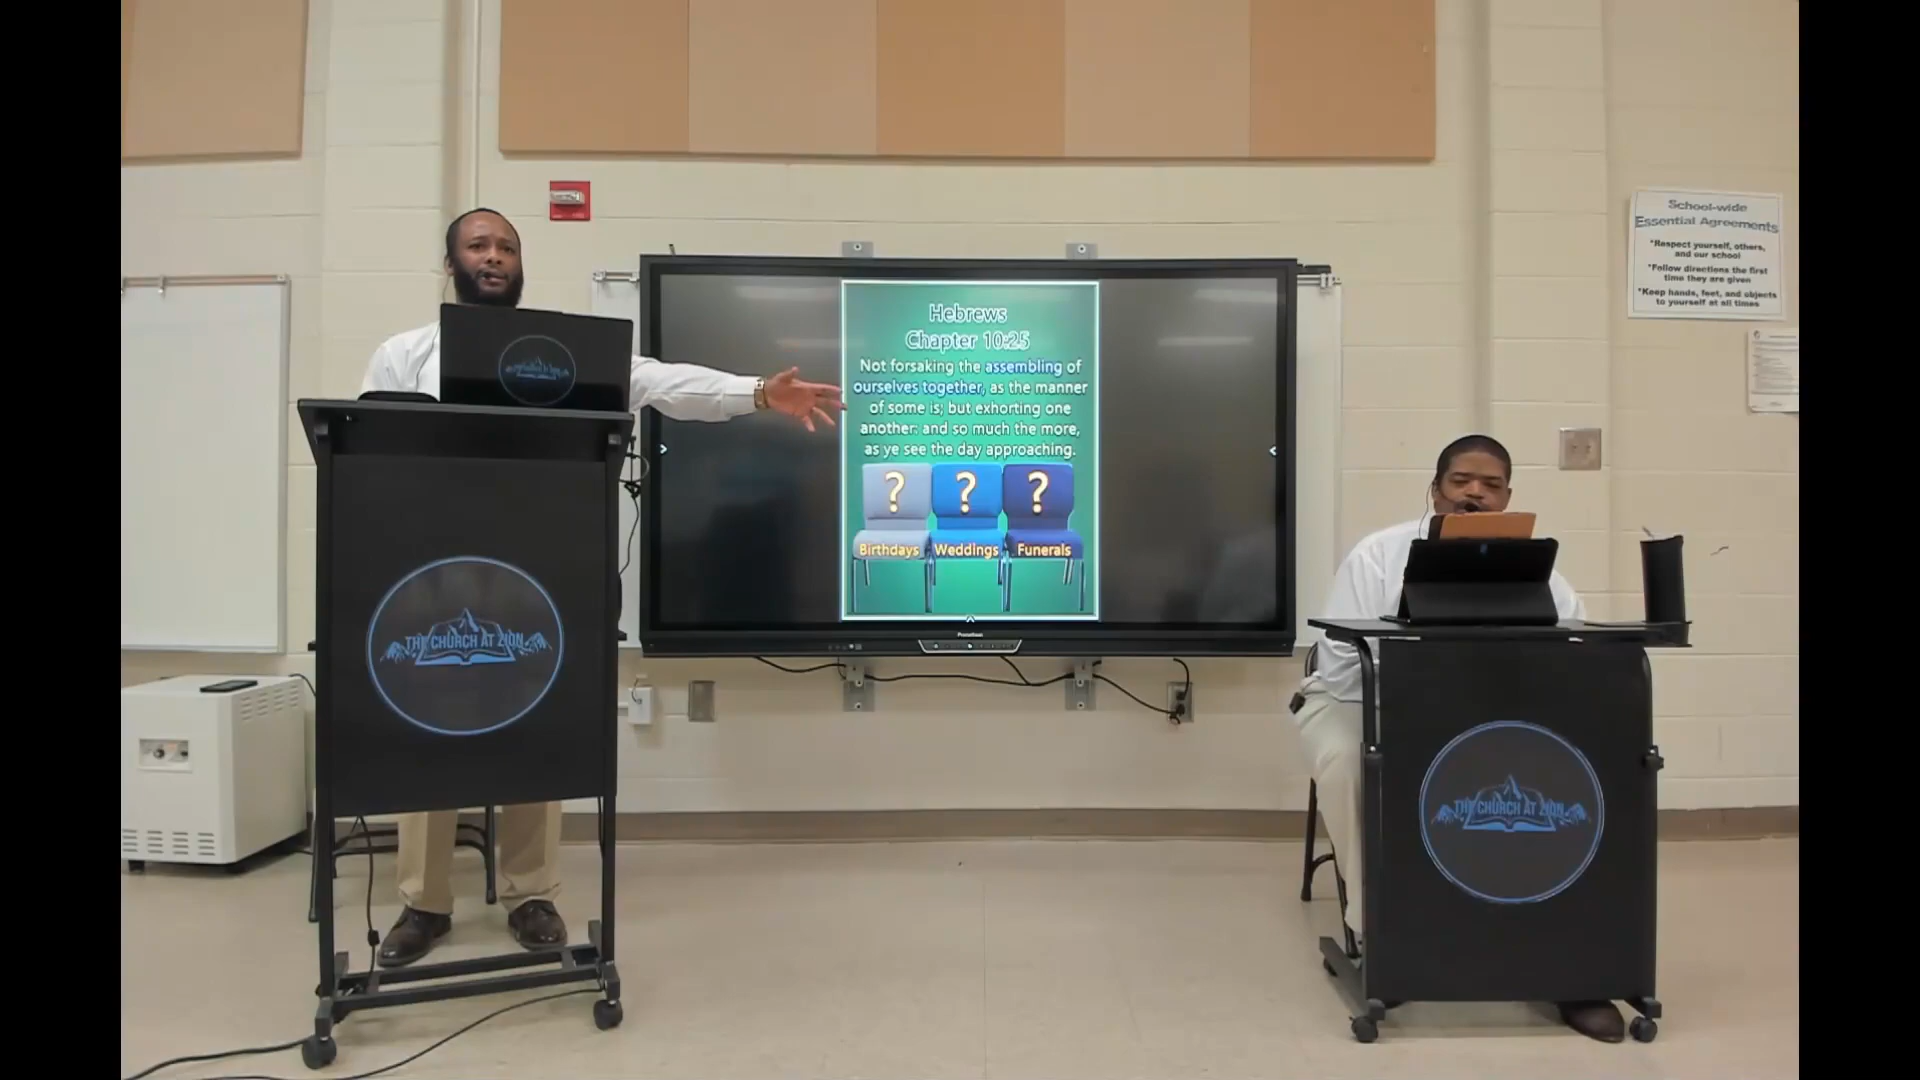 Hebrews
Chapter 10:25
Not forsaking the assembling of
ourselves together, as the manner
of some is; but exhorting one
another: and so much the more,
as ye see the day approaching.
? ? ?
Birthdays Weddings Funerals
Promethean
THE CHURCH AT ZION
THE CHURCH AT ZION
School-wide
Essential Agreements
*Respect yourself, others,
and our school
*Follow directions the first
time they are given
*Keep hands, feet, and objects
to yourself at all times